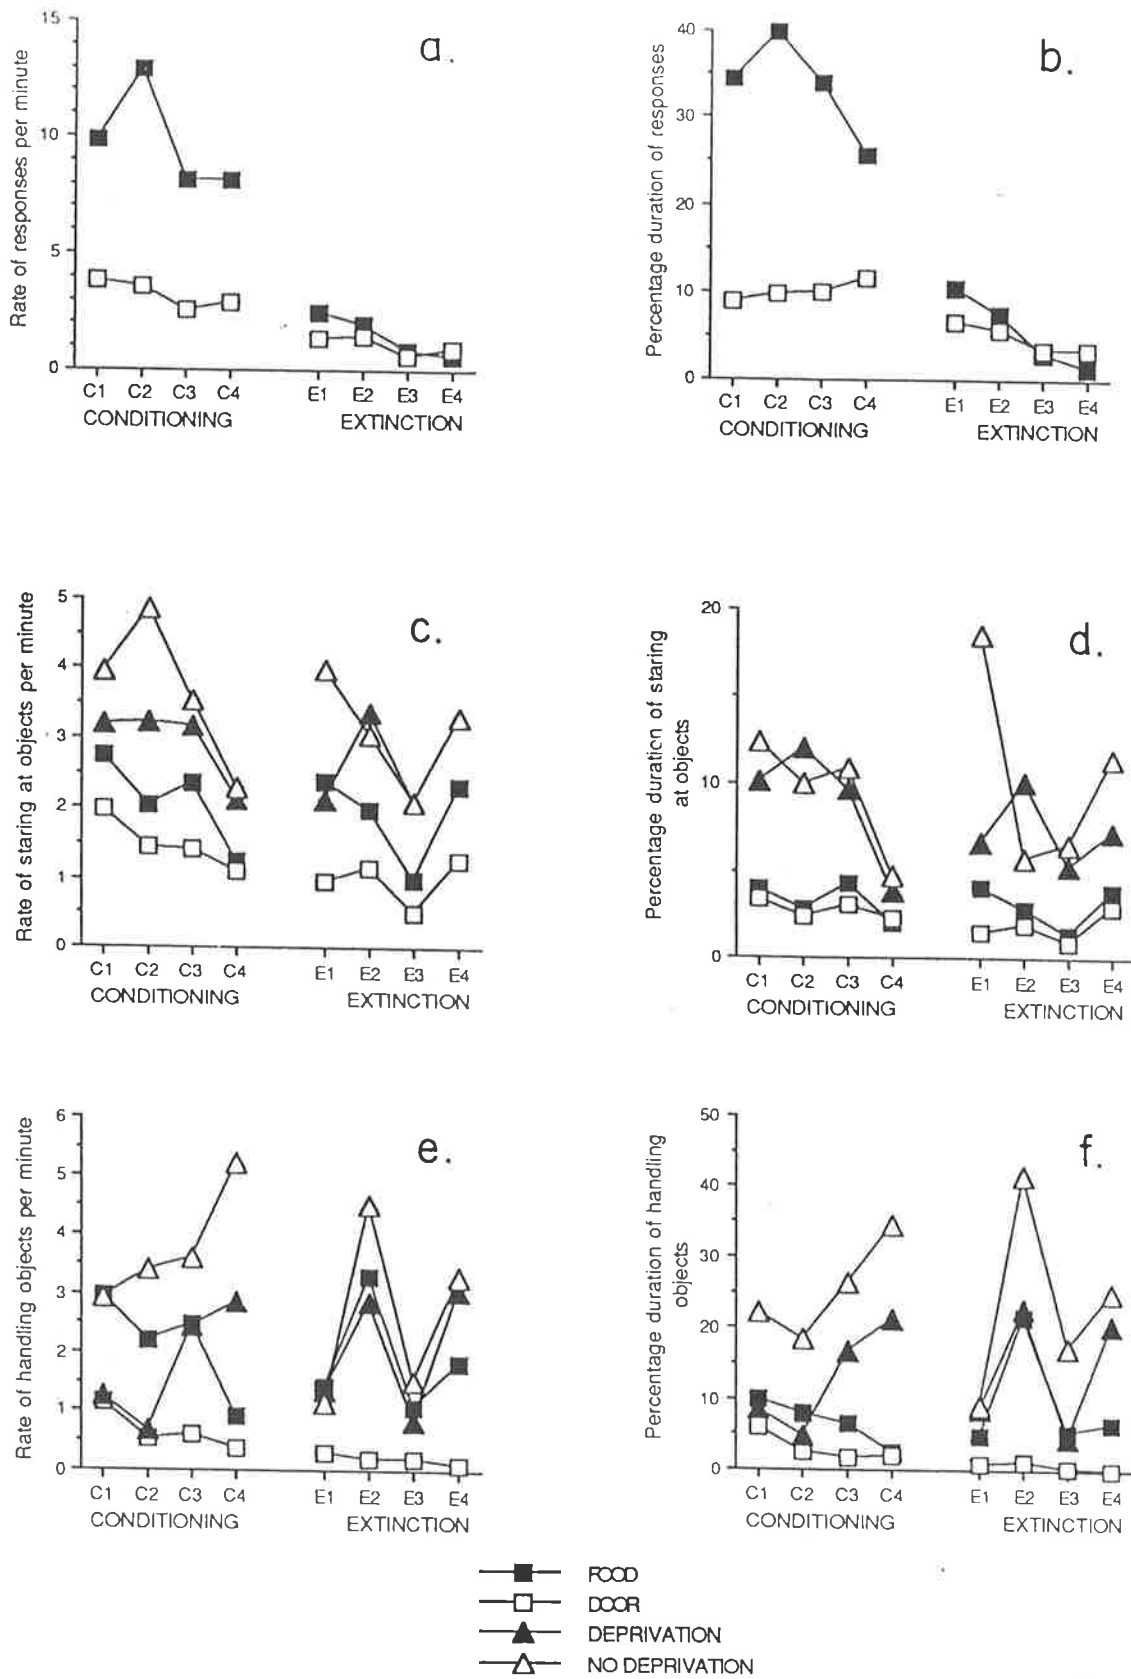 a.
Rate of responses per minute
15
10
5
0
C1 C2 C3 C4 E1 E2 E3 E4
CONDITIONING EXTINCTION
b.
Percentage duration of responses
40
30
20
10
0
C1 C2 C3 C4 E1 E2 E3 E4
CONDITIONING EXTINCTION
c.
Rate of staring at objects per minute
5
4
3
2
1
0
C1 C2 C3 C4 E1 E2 E3 E4
CONDITIONING EXTINCTION
d.
Percentage duration of staring
at objects
20
10
0
C1 C2 C3 C4 E1 E2 E3 E4
CONDITIONING EXTINCTION
e.
Rate of handling objects per minute
6
5
4
3
2
1
0
C1 C2 C3 C4 E1 E2 E3 E4
CONDITIONING EXTINCTION
f.
Percentage duration of handling
objects
50
40
30
20
10
0
C1 C2 C3 C4 E1 E2 E3 E4
CONDITIONING EXTINCTION
FOOD
DOOR
DEPRIVATION
NO DEPRIVATION